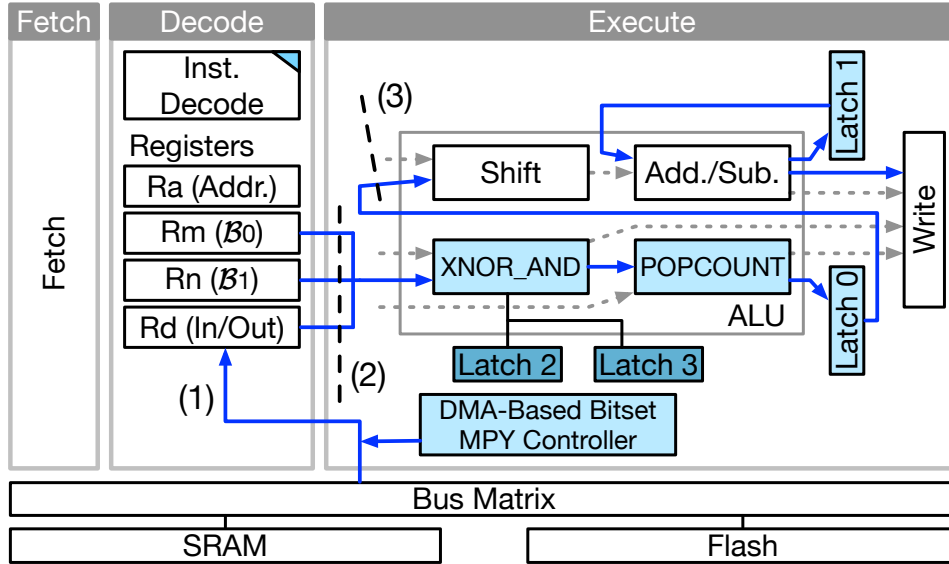 Fetch
Decode
Execute
Inst.
Decode
Registers
Ra (Addr.)
Rm (ℬ0)
Rn (ℬ1)
Rd (In/Out)
Fetch
(1)
(2)
(3)
Shift
Add./Sub.
XNOR_AND
POPCOUNT
ALU
Latch 1
Latch 0
Write
Latch 2
Latch 3
DMA-Based Bitset
MPY Controller
Bus Matrix
SRAM
Flash